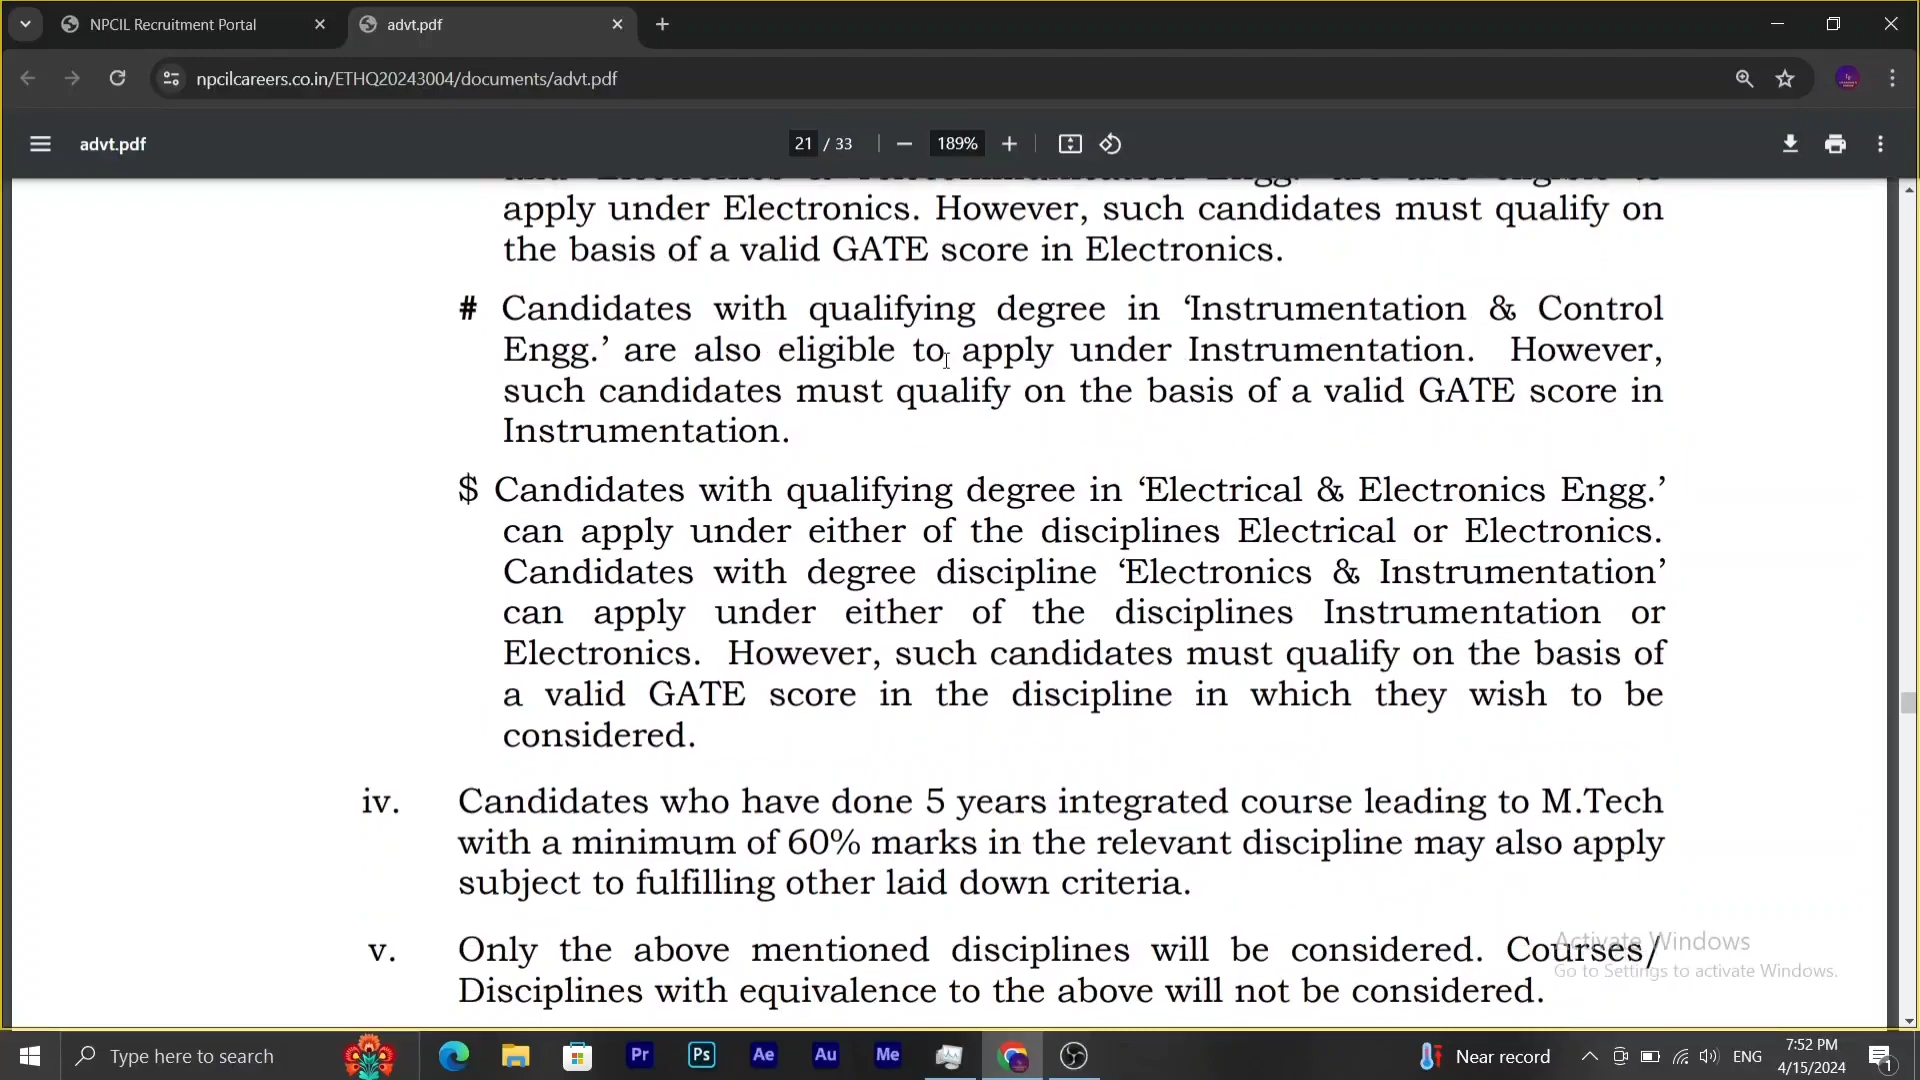 NPCIL Recruitment Portal
advt.pdf
npcilcareers.co.in/ETHQ20243004/documents/advt.pdf
advt.pdf
21 / 33
189%
apply under Electronics. However, such candidates must qualify on
the basis of a valid GATE score in Electronics.
# Candidates with qualifying degree in ‘Instrumentation & Control
Engg.’ are also eligible to apply under Instrumentation. However,
such candidates must qualify on the basis of a valid GATE score in
Instrumentation.
$ Candidates with qualifying degree in ‘Electrical & Electronics Engg.’
can apply under either of the disciplines Electrical or Electronics.
Candidates with degree discipline ‘Electronics & Instrumentation’
can apply under either of the disciplines Instrumentation or
Electronics. However, such candidates must qualify on the basis of
a valid GATE score in the discipline in which they wish to be
considered.
iv. Candidates who have done 5 years integrated course leading to M.Tech
with a minimum of 60% marks in the relevant discipline may also apply
subject to fulfilling other laid down criteria.
v. Only the above mentioned disciplines will be considered. Courses/
Disciplines with equivalence to the above will not be considered.
Activate Windows
Go to Settings to activate Windows.
Type here to search
Pr
Ps
Ae
Au
Me
Near record
ENG
7:52 PM
4/15/2024
1